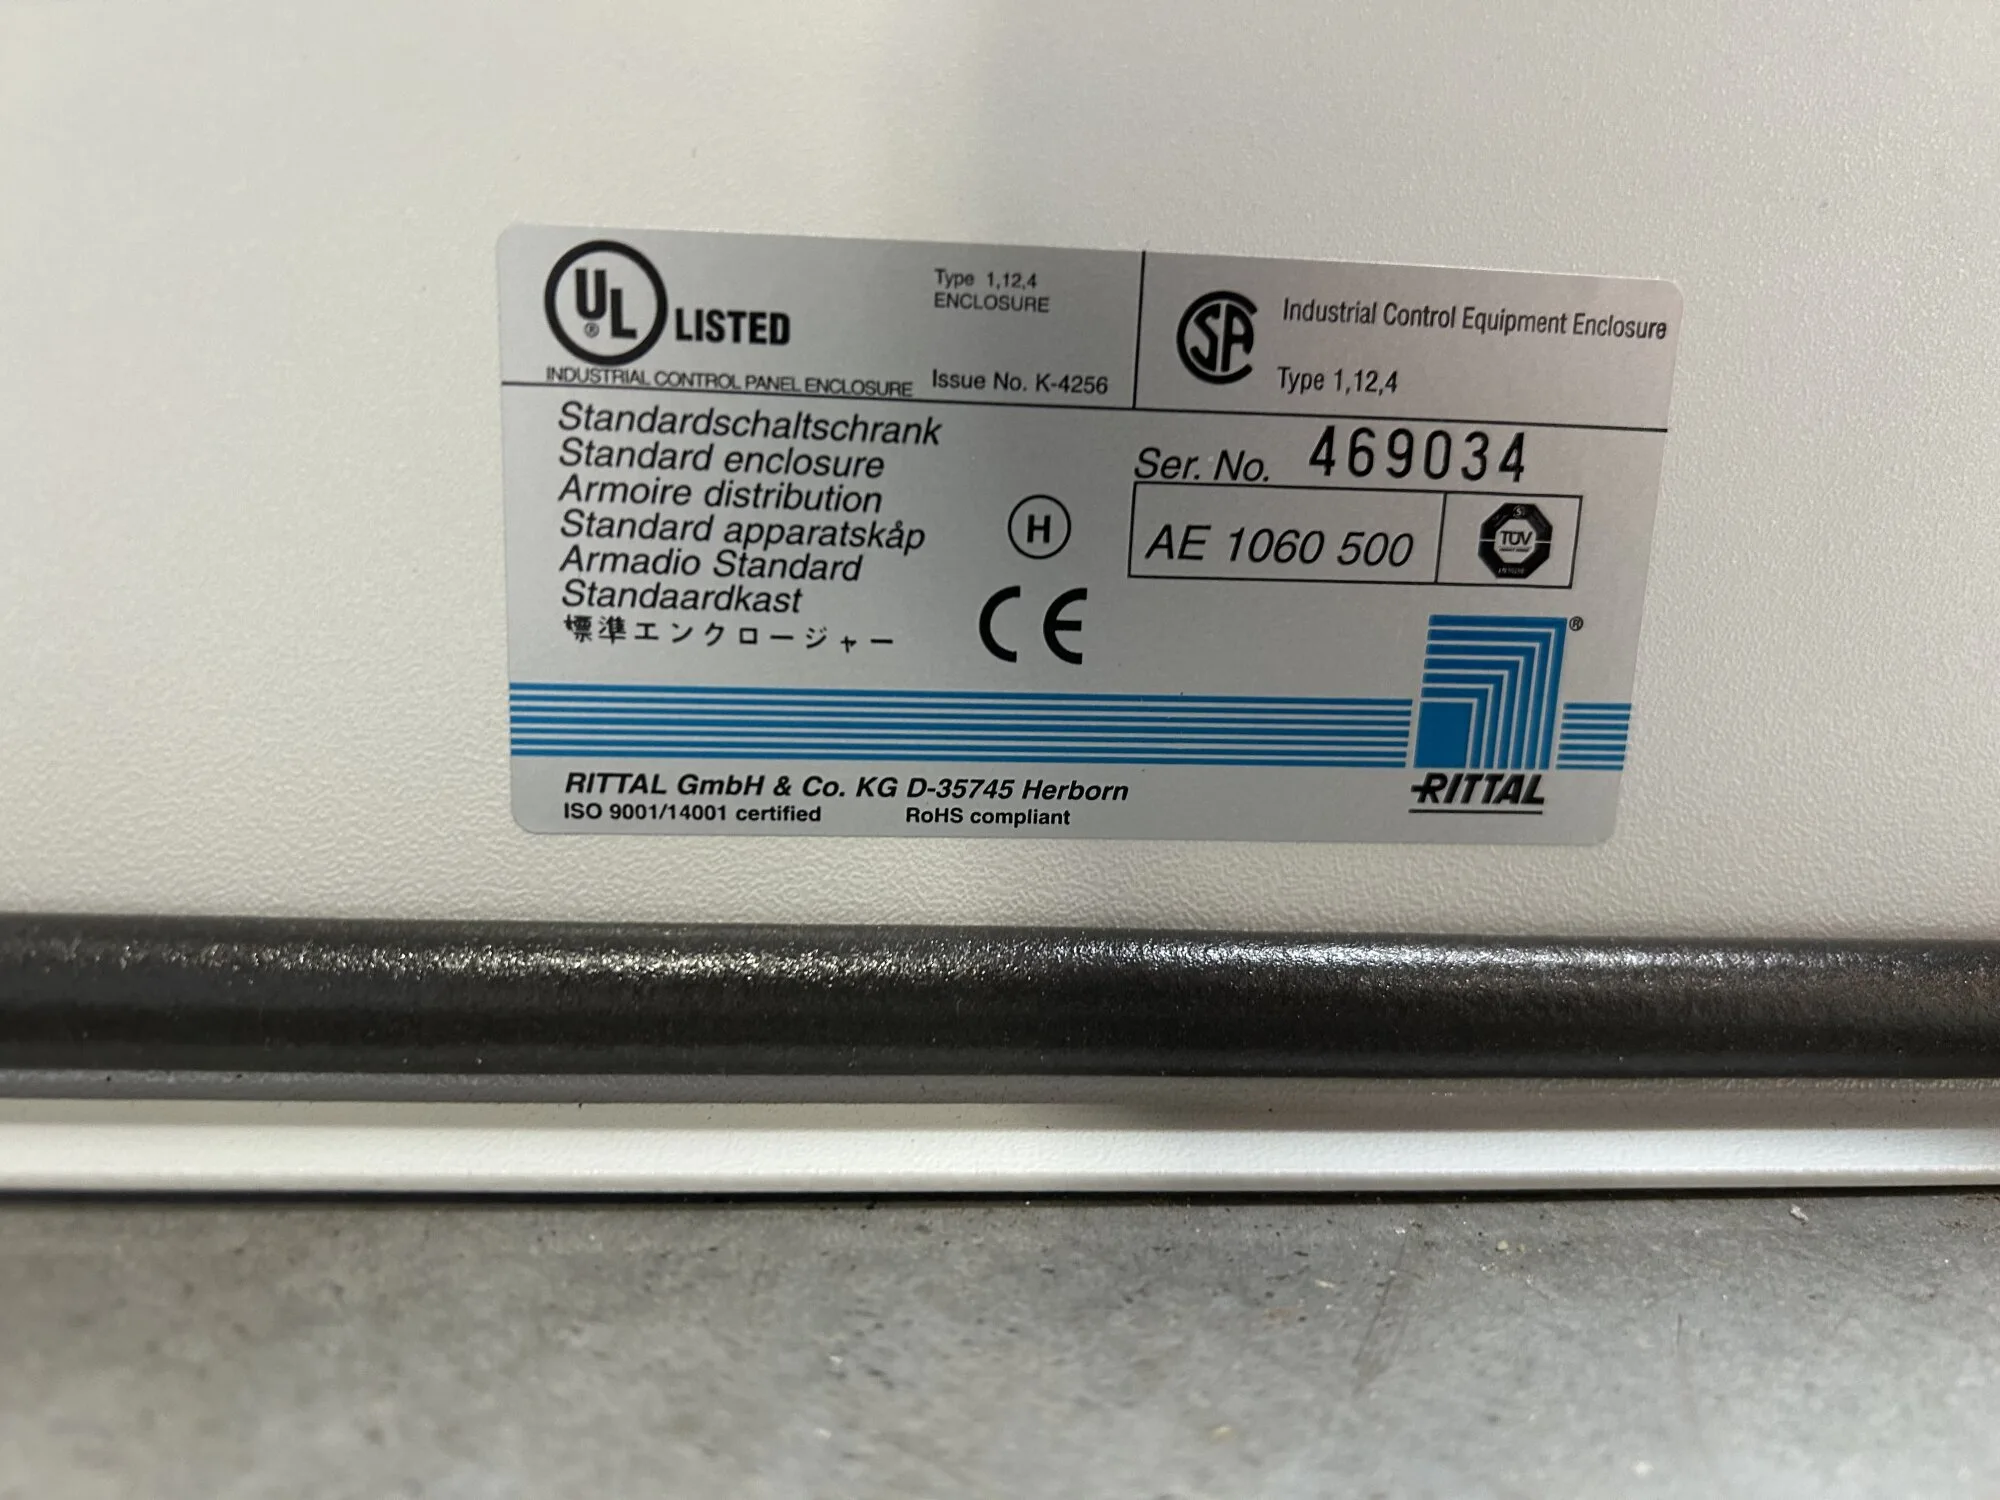 UL
®
LISTED
INDUSTRIAL CONTROL PANEL ENCLOSURE
Type 1,12,4
ENCLOSURE
Issue No. K-4256
SA
Industrial Control Equipment Enclosure
Type 1,12,4
Standardschaltschrank
Standard enclosure
Armoire distribution
Standard apparatskåp
Armadio Standard
Standaardkast
標準エンクロージャー
H
CE
Ser. No. 469034
AE 1060 500
TÜV
®
RITTAL
RITTAL GmbH & Co. KG D-35745 Herborn
ISO 9001/14001 certified RoHS compliant